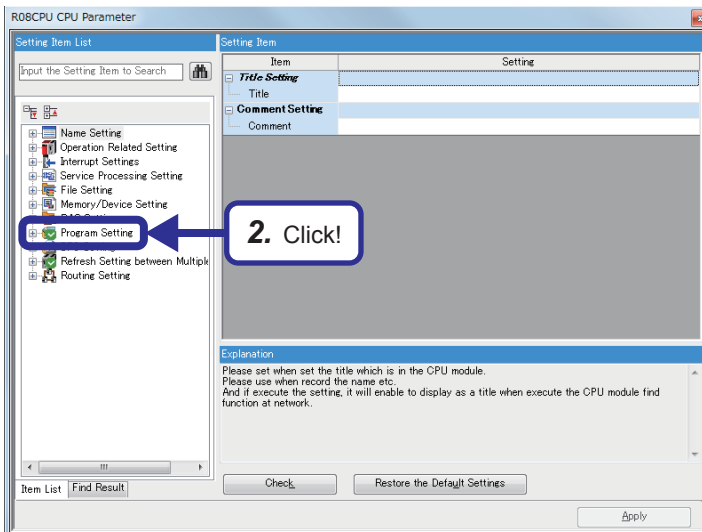 R08CPU CPU Parameter
Setting Item List
Setting Item
Input the Setting Item to Search
Item
Setting
Title Setting
Title
Comment Setting
Comment
Name Setting
Operation Related Setting
Interrupt Settings
Service Processing Setting
File Setting
Memory/Device Setting
Program Setting
Refresh Setting between Multiple
Routing Setting
2. Click!
Explanation
Please set when set the title which is in the CPU module.
Please use when record the name etc.
And if execute the setting, it will enable to display as a title when execute the CPU module find
function at network.
Item List
Find Result
Check
Restore the Default Settings
Apply